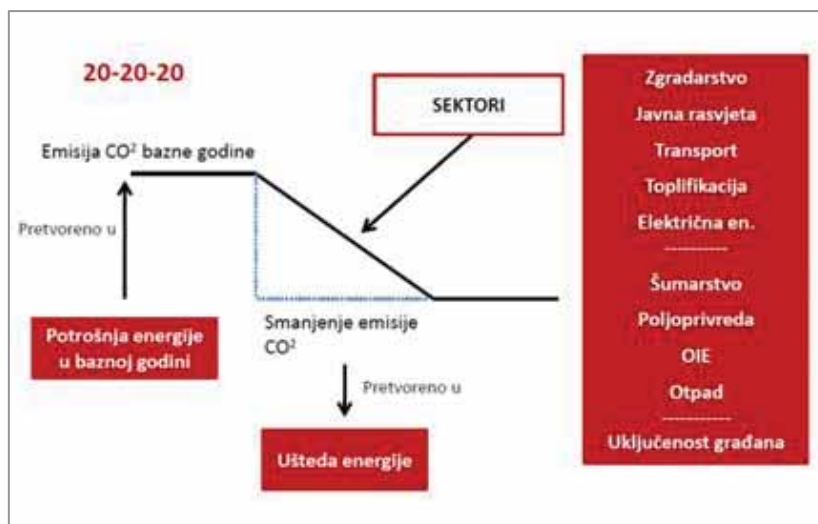 20-20-20
SEKTORI
Emisija CO² bazne godine
Pretvoreno u
Potrošnja energije
u baznoj godini
Smanjenje emisije
CO²
Pretvoreno u
Ušteda energije
Zgradarstvo
Javna rasvjeta
Transport
Toplifikacija
Električna en.
-----------
Šumarstvo
Poljoprivreda
OIE
Otpad
------------
Uključenost građana